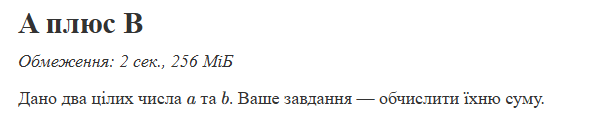 А плюс B
Обмеження: 2 сек., 256 МіБ
Дано два цілих числа a та b. Ваше завдання — обчислити їхню суму.